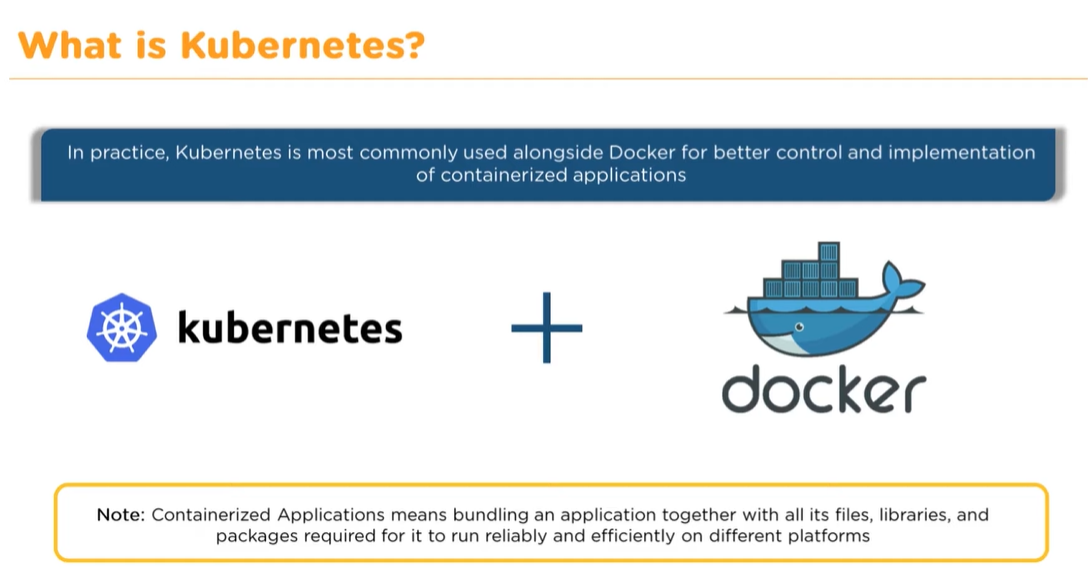 What is Kubernetes?
In practice, Kubernetes is most commonly used alongside Docker for better control and implementation
of containerized applications
kubernetes
docker
Note: Containerized Applications means bundling an application together with all its files, libraries, and
packages required for it to run reliably and efficiently on different platforms